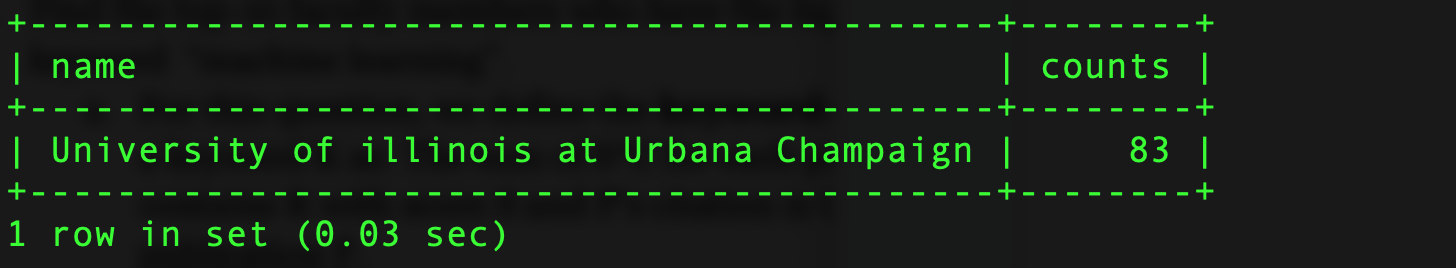 +--------------------------------------------+--------+
| name                                       | counts |
+--------------------------------------------+--------+
| University of illinois at Urbana Champaign |     83 |
+--------------------------------------------+--------+
1 row in set (0.03 sec)